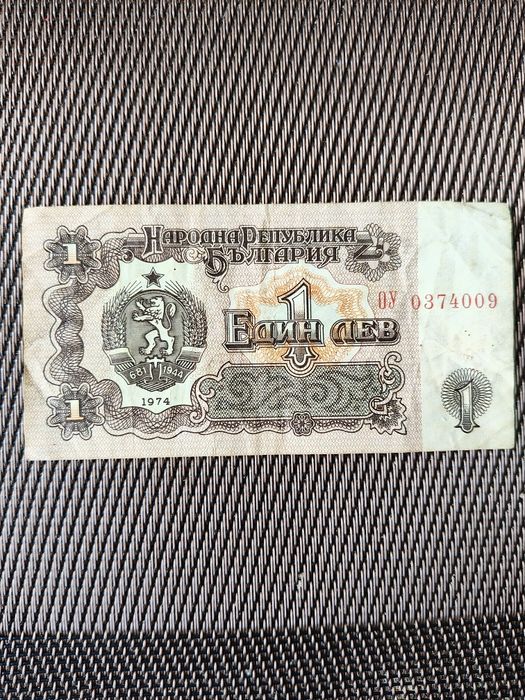 1
НАРОДНА РЕПУБЛИКА
БЪЛГАРИЯ
1
ОУ 0374009
ЕДИН ЛЕВ
681 1944
1974
1
1